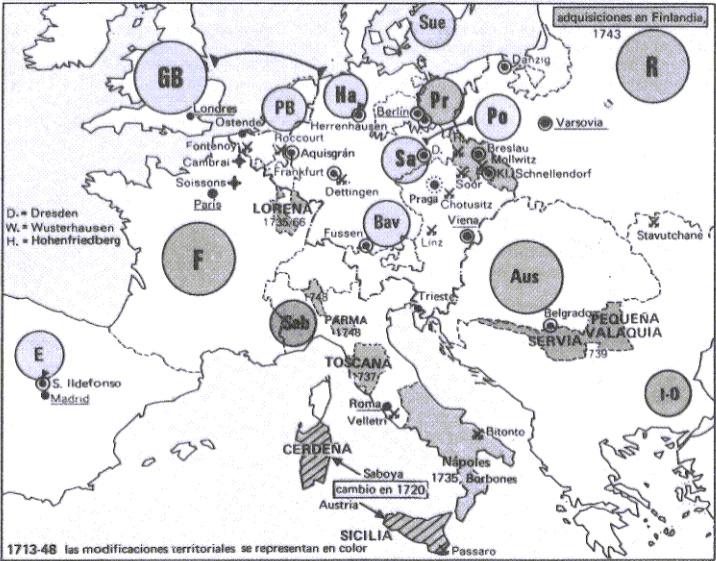 Sue
adquisiciones en Finlandia,
1743
GB
Danzig
R
Ha
Pr
PB
Po
Londres
Berlín
W.
Ostende
Herrenhausen
Varsovia
Roccourt
Fontenoy
Aquisgrán
Sa
D.
H.
Breslau
Mollwitz
Cambrai
Frankfurt
Kl. Schnellendorf
Soissons
Dettingen
Soor
Praga
Chotusitz
París
LORENA
1735/66
D. = Dresden
W. = Wusterhausen
H. = Hohenfriedberg
Bav
Viena
Fussen
Linz
Stavutchane
F
Aus
1748
Trieste
Sab
PARMA
1748
Belgrado
PEQUEÑA
VALAQUIA
SERVIA
1739
E
TOSCANA
1737
S. Ildefonso
Madrid
I-O
Roma
Velletri
Bitonto
CERDEÑA
Nápoles
1735, Borbones
Saboya
cambio en 1720
Austria
SICILIA
Passaro
1713-48 las modificaciones territoriales se representan en color